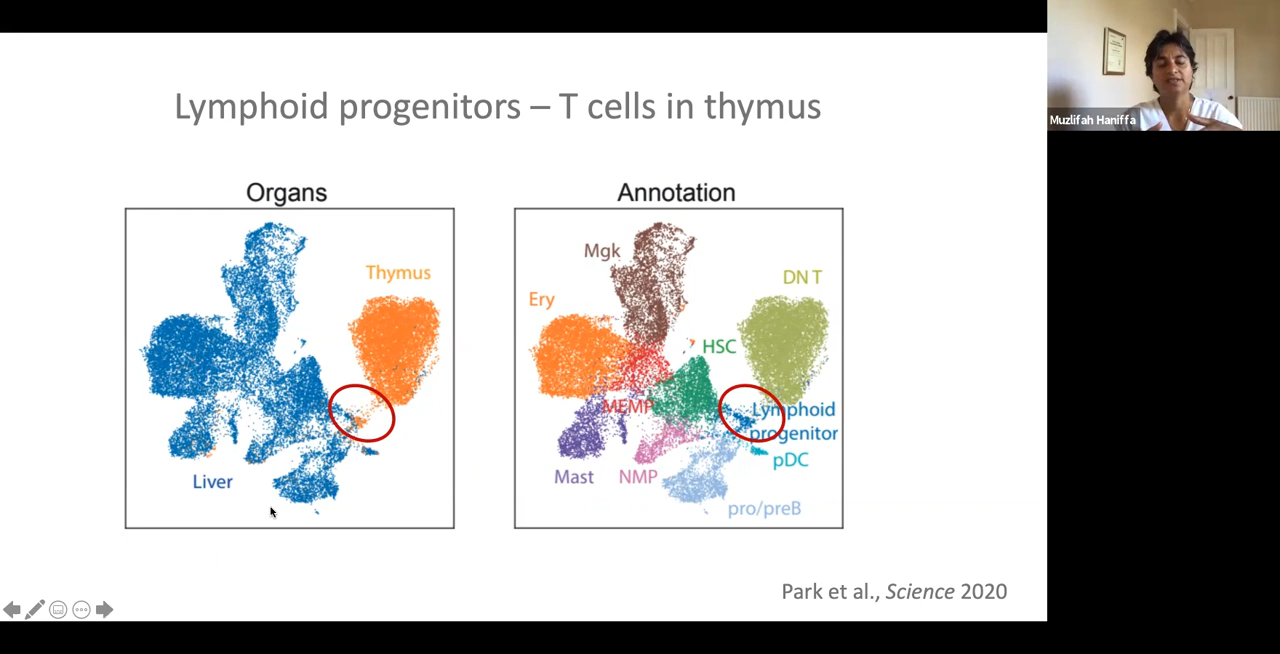 Lymphoid progenitors – T cells in thymus
Organs
Thymus
Liver
Annotation
Mgk
DN T
Ery
HSC
MEMP
Lymphoid
progenitor
pDC
Mast
NMP
pro/preB
Park et al., Science 2020
Muzlifah Haniffa